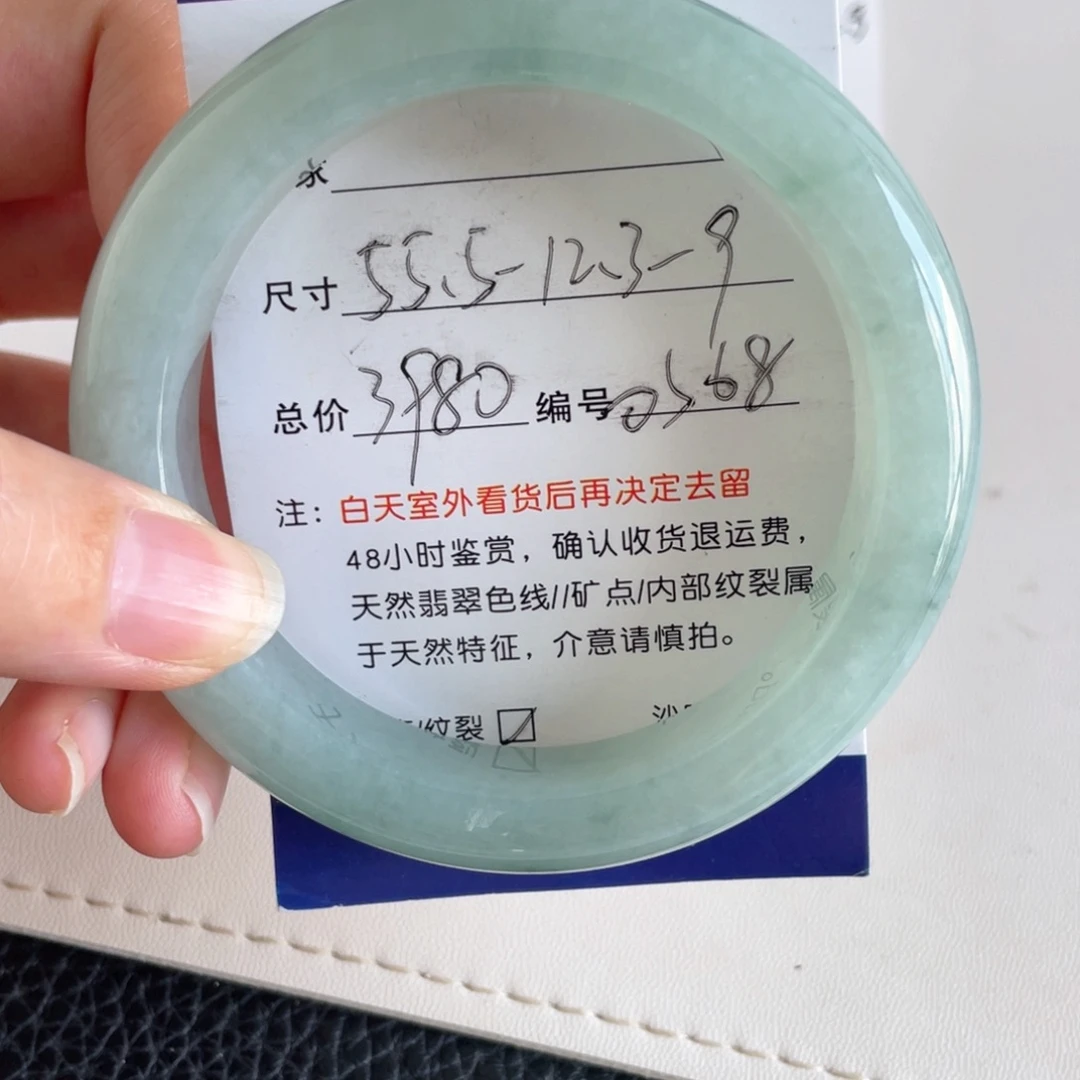 家
尺寸 55.5-12.3-9
总价 3980 编号 0568
注：白天室外看货后再决定去留
48小时鉴赏，确认收货退运费，
天然翡翠色线//矿点/内部纹裂属
于天然特征，介意请慎拍。
纹裂 ☑